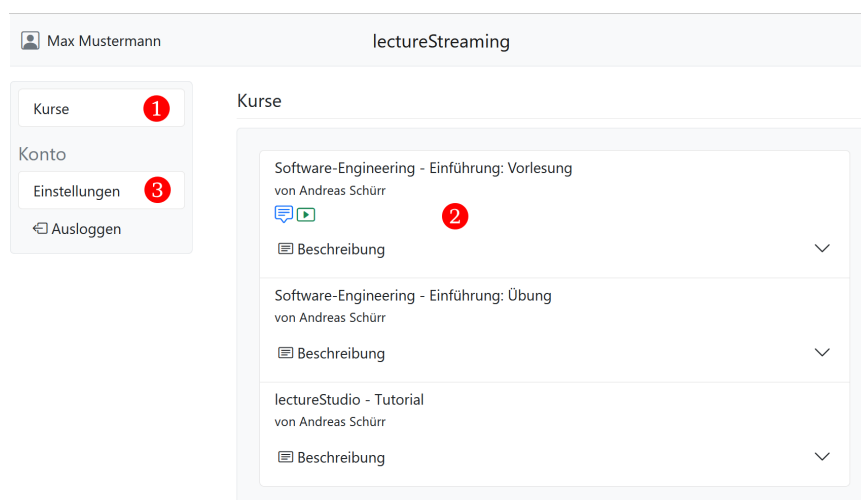 Max Mustermann
lectureStreaming
Kurse 1
Konto
Einstellungen 3
Ausloggen
Kurse
Software-Engineering - Einführung: Vorlesung
von Andreas Schürr
2
Beschreibung
Software-Engineering - Einführung: Übung
von Andreas Schürr
Beschreibung
lectureStudio - Tutorial
von Andreas Schürr
Beschreibung